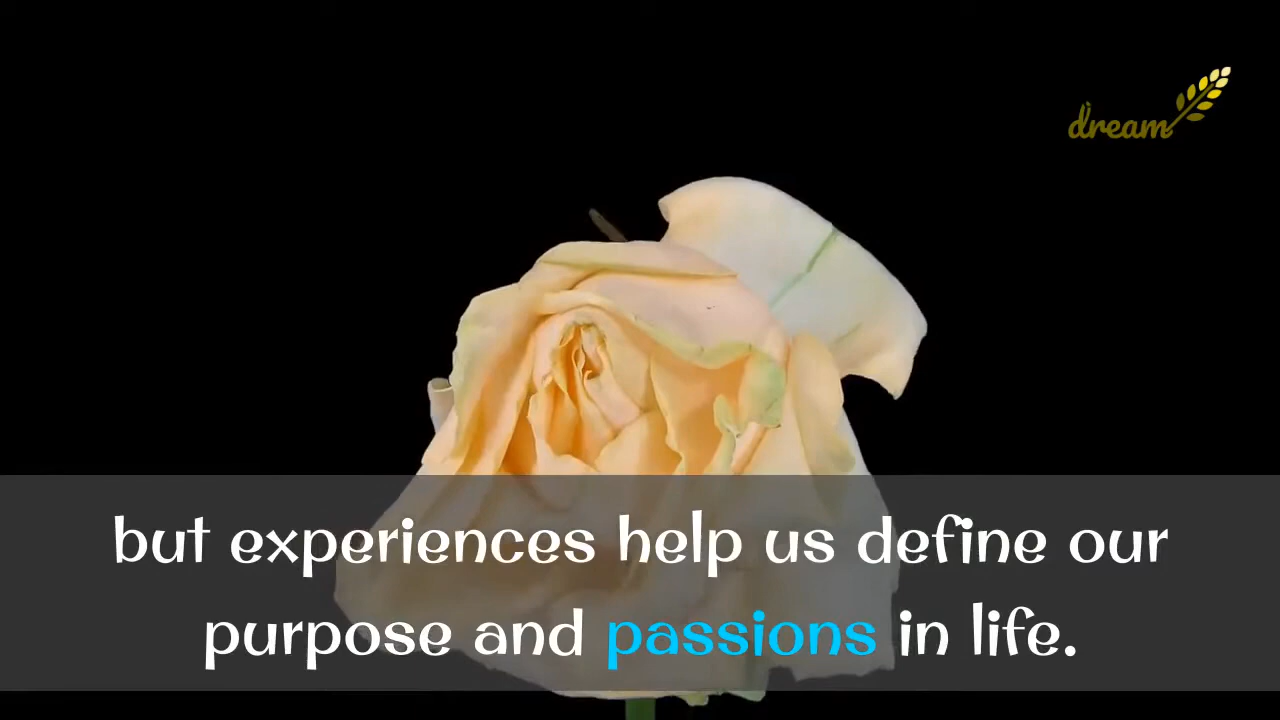 dream
but experiences help us define our
purpose and passions in life.